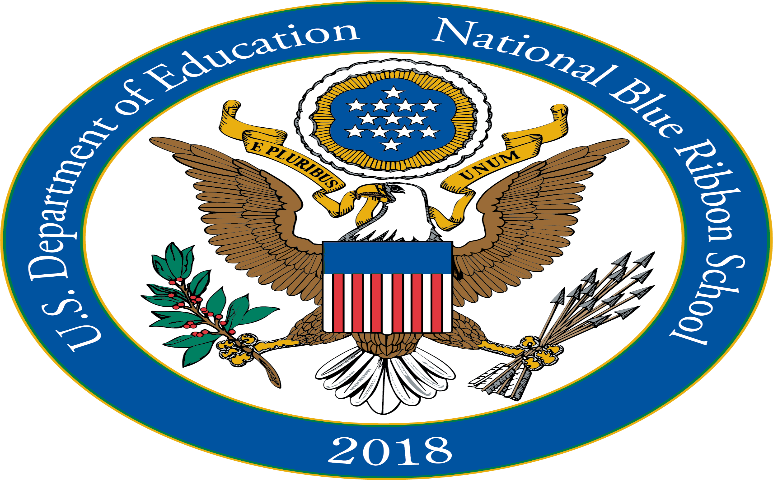 U.S. Department of Education
National Blue Ribbon School
E PLURIBUS
UNUM
2018